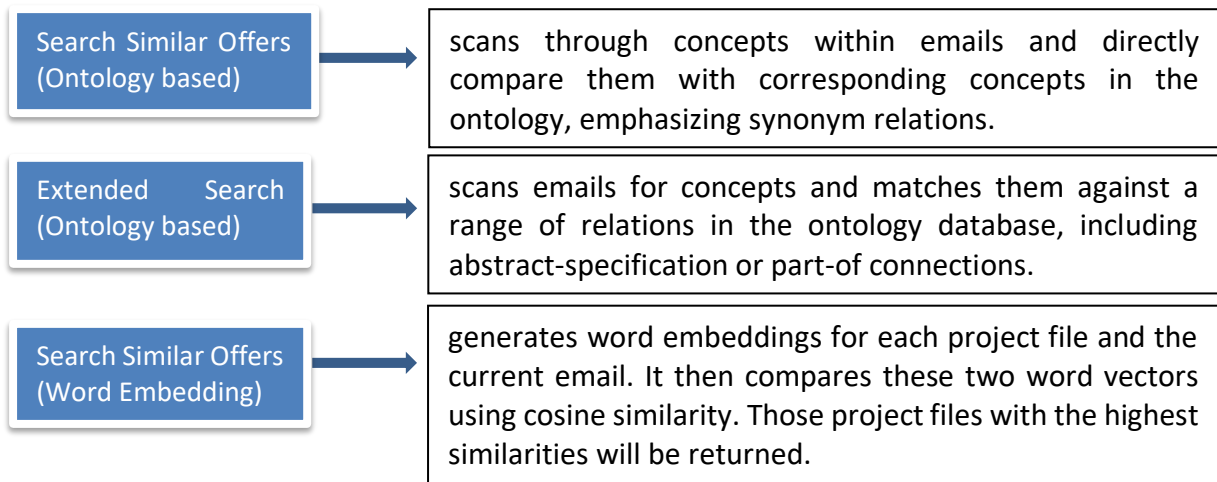 Search Similar Offers
(Ontology based)
scans through concepts within emails and directly
compare them with corresponding concepts in the
ontology, emphasizing synonym relations.
Extended Search
(Ontology based)
scans emails for concepts and matches them against a
range of relations in the ontology database, including
abstract-specification or part-of connections.
Search Similar Offers
(Word Embedding)
generates word embeddings for each project file and the
current email. It then compares these two word vectors
using cosine similarity. Those project files with the highest
similarities will be returned.